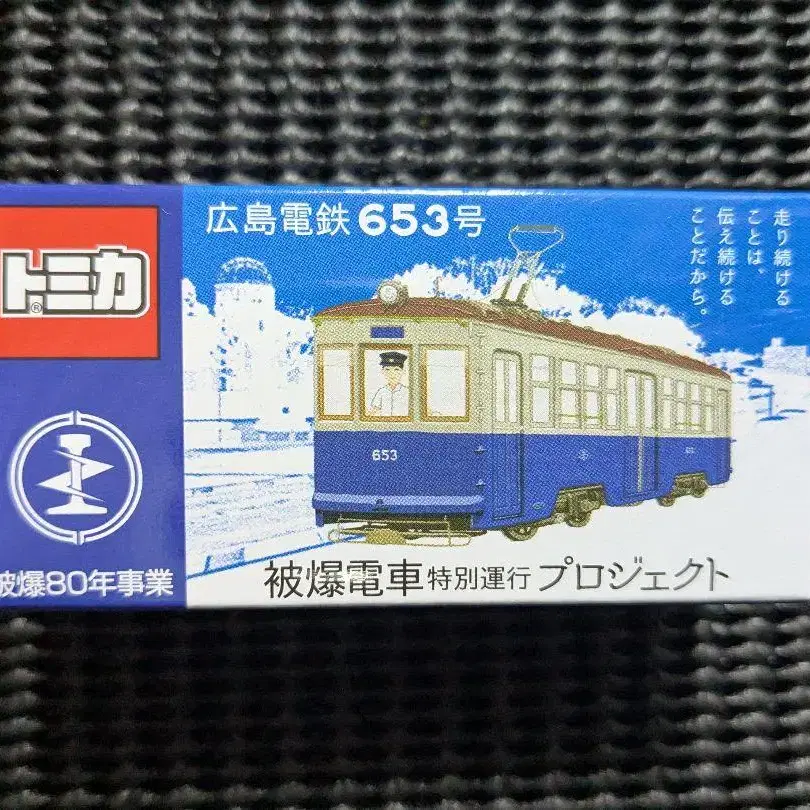 トミカ
®
被爆80年事業
広島電鉄653号
走り続ける
ことは、
伝え続ける
ことだから。
653
被爆電車特別運行プロジェクト